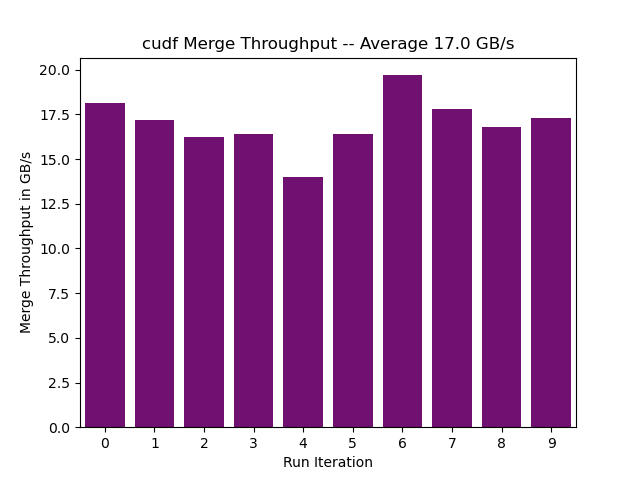 cudf Merge Throughput -- Average 17.0 GB/s
Merge Throughput in GB/s
20.0
17.5
15.0
12.5
10.0
7.5
5.0
2.5
0.0
0 1 2 3 4 5 6 7 8 9
Run Iteration